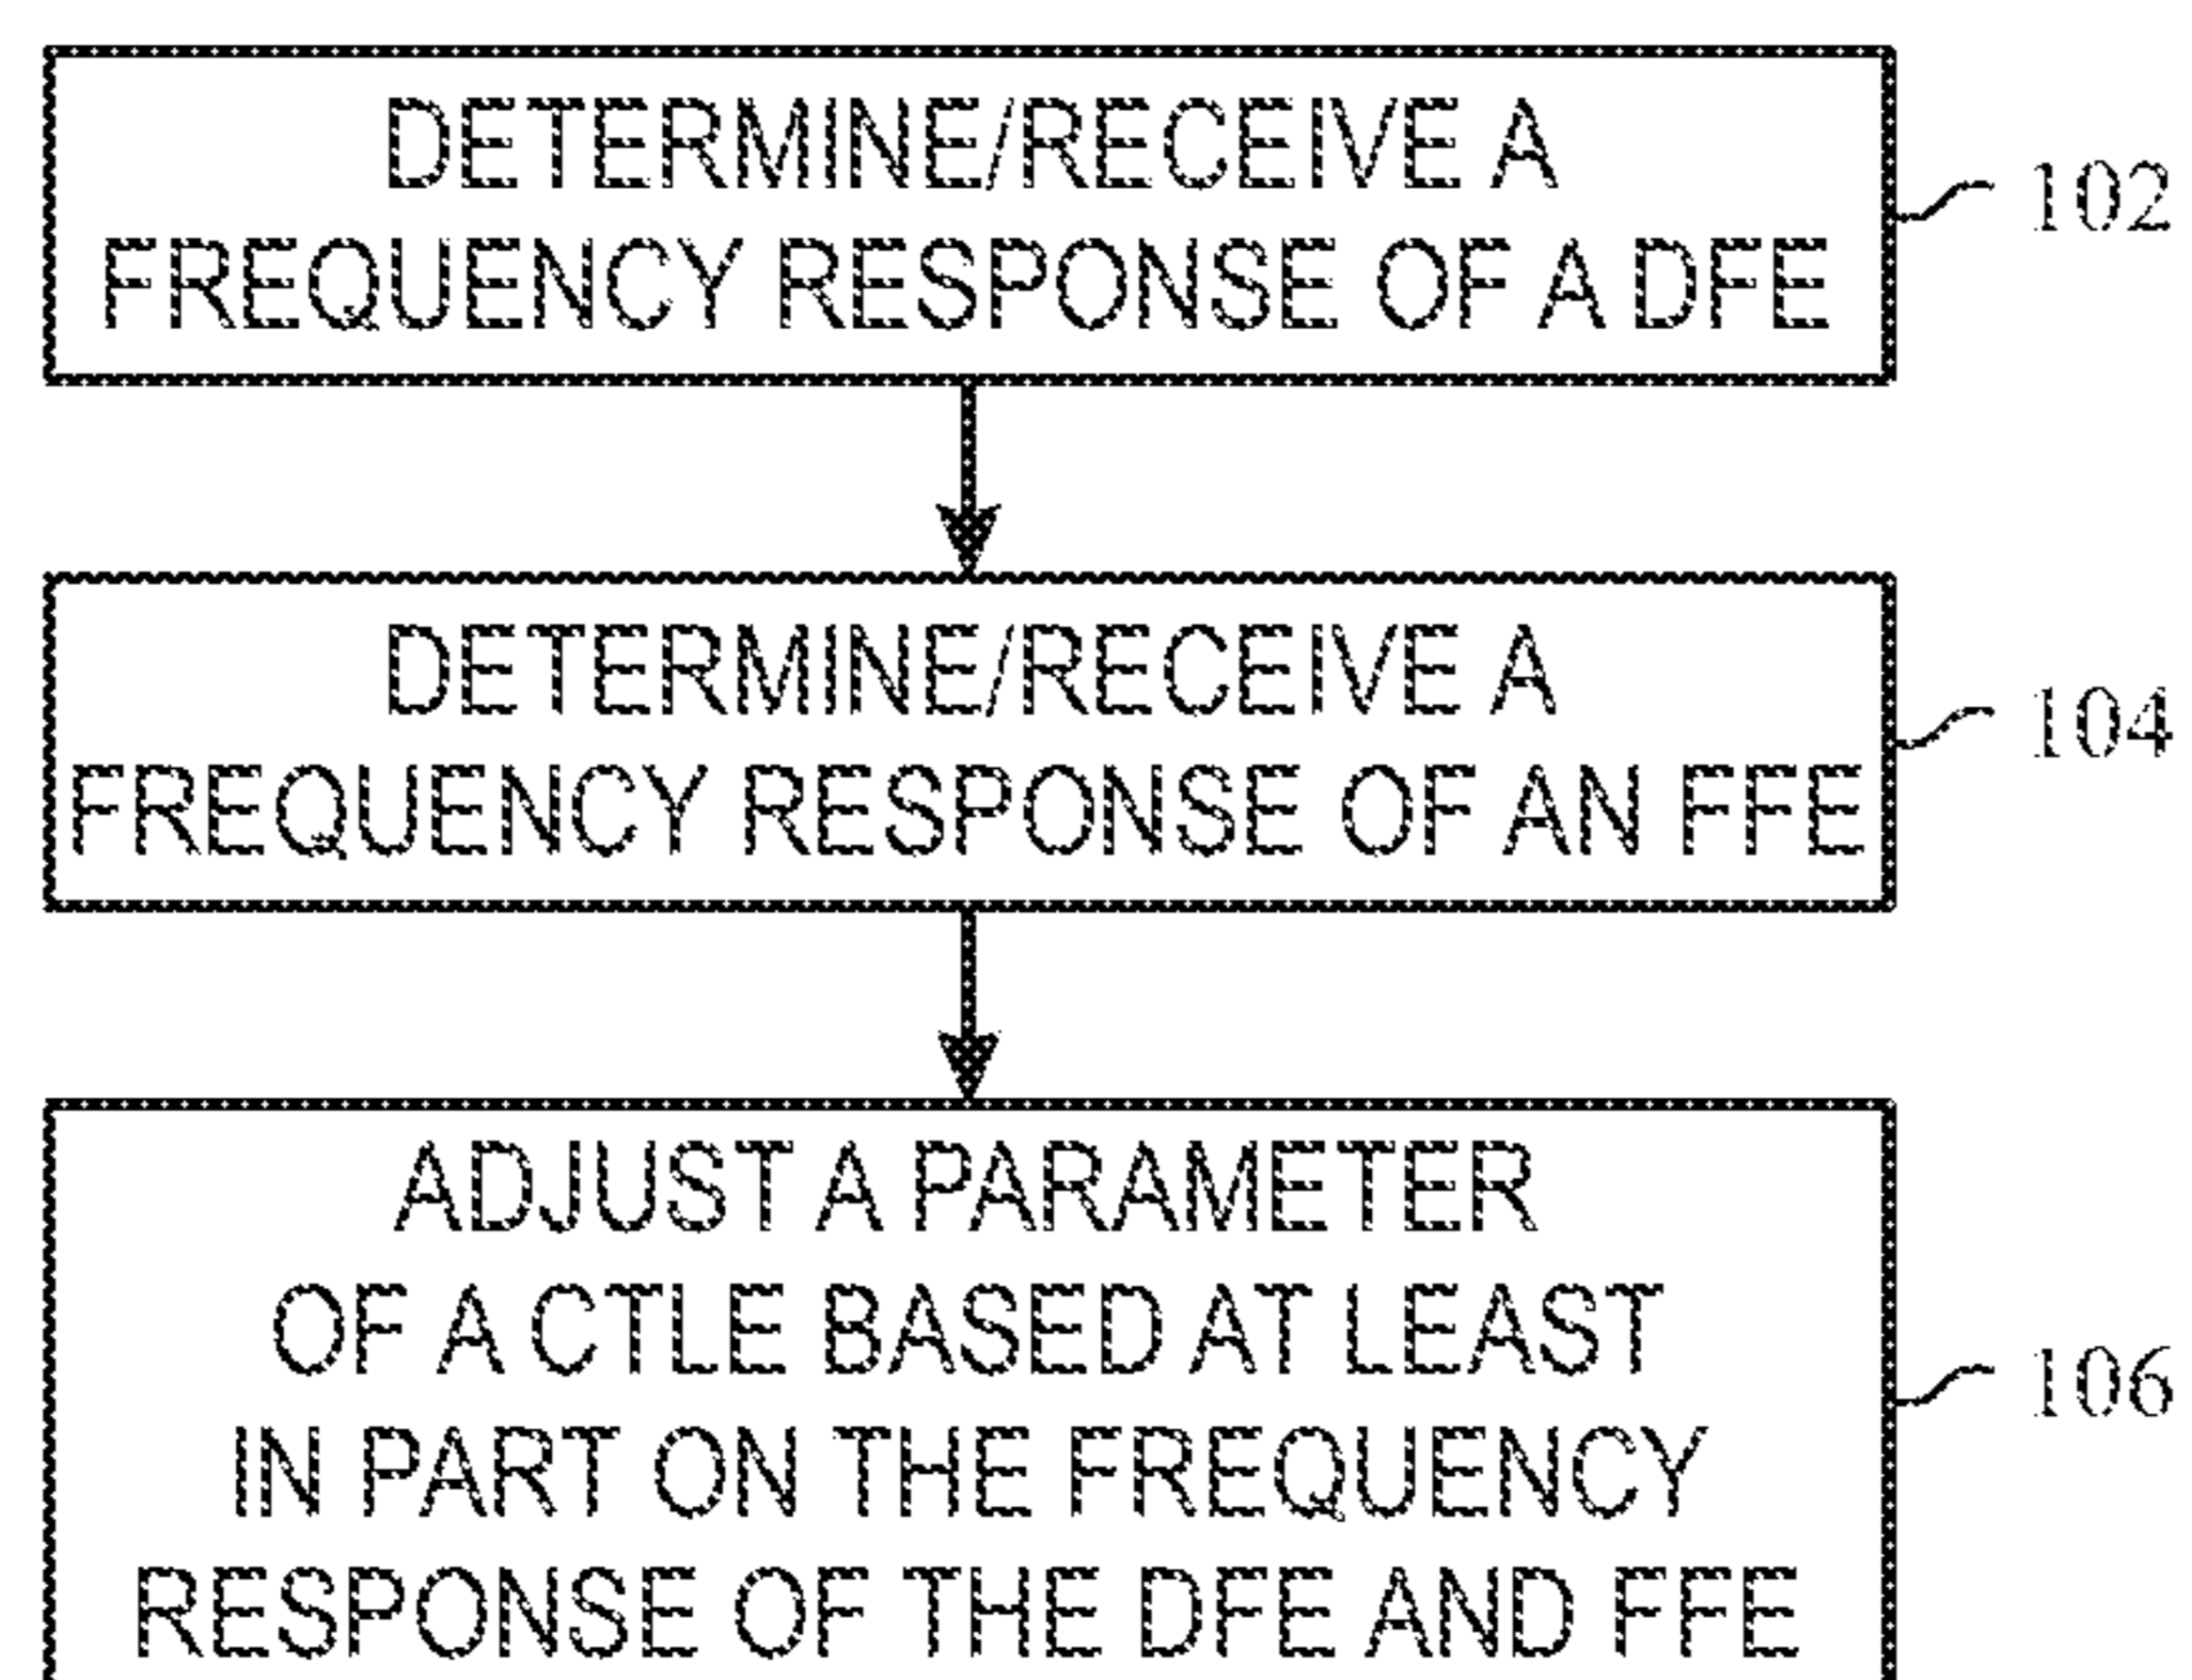 DETERMINE/RECEIVE A
FREQUENCY RESPONSE OF A DFE
102
DETERMINE/RECEIVE A
FREQUENCY RESPONSE OF AN FFE
104
ADJUST A PARAMETER
OF A CTLE BASED AT LEAST
IN PART ON THE FREQUENCY
RESPONSE OF THE DFE AND FFE
106